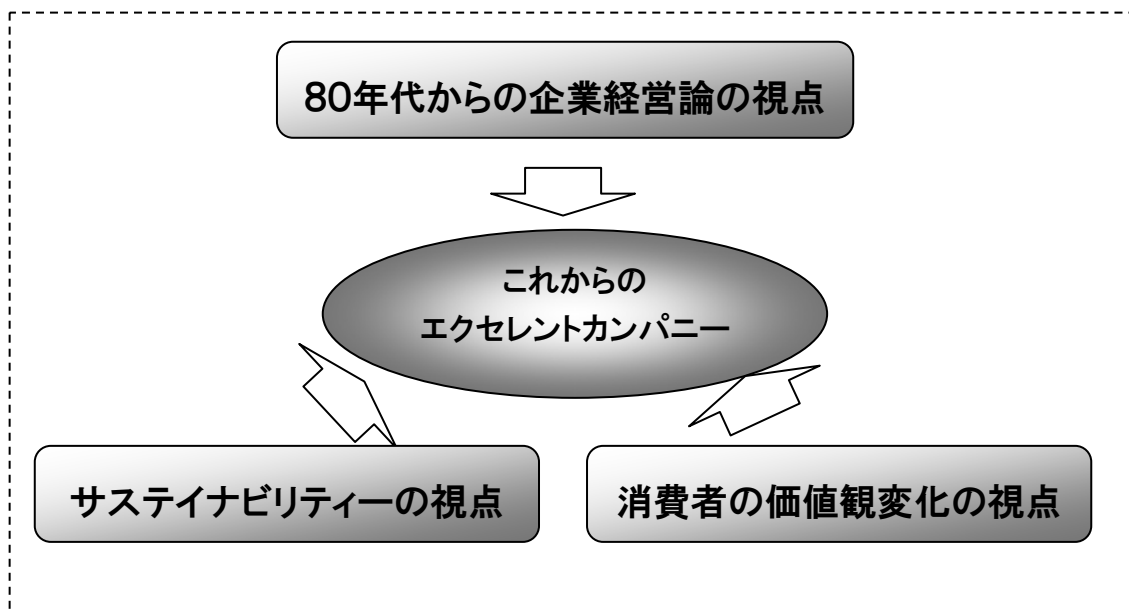 80年代からの企業経営論の視点
これからの
エクセレントカンパニー
サステイナビリティーの視点
消費者の価値観変化の視点